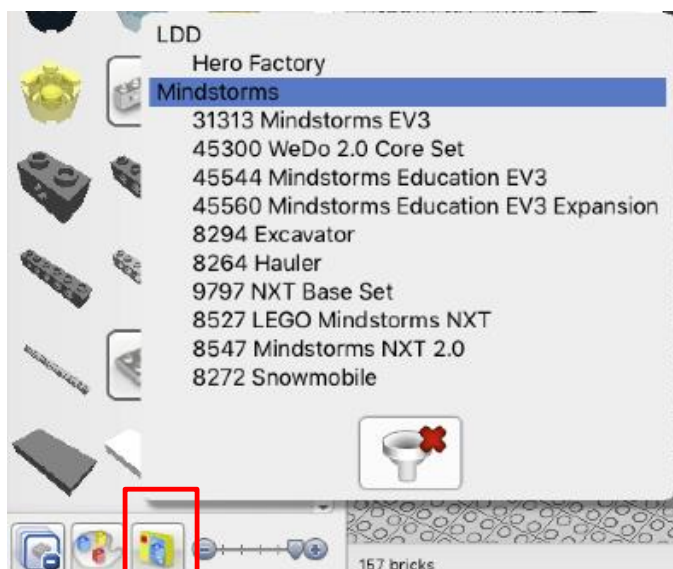 LDD
Hero Factory
Mindstorms
31313 Mindstorms EV3
45300 WeDo 2.0 Core Set
45544 Mindstorms Education EV3
45560 Mindstorms Education EV3 Expansion
8294 Excavator
8264 Hauler
9797 NXT Base Set
8527 LEGO Mindstorms NXT
8547 Mindstorms NXT 2.0
8272 Snowmobile
157 bricks